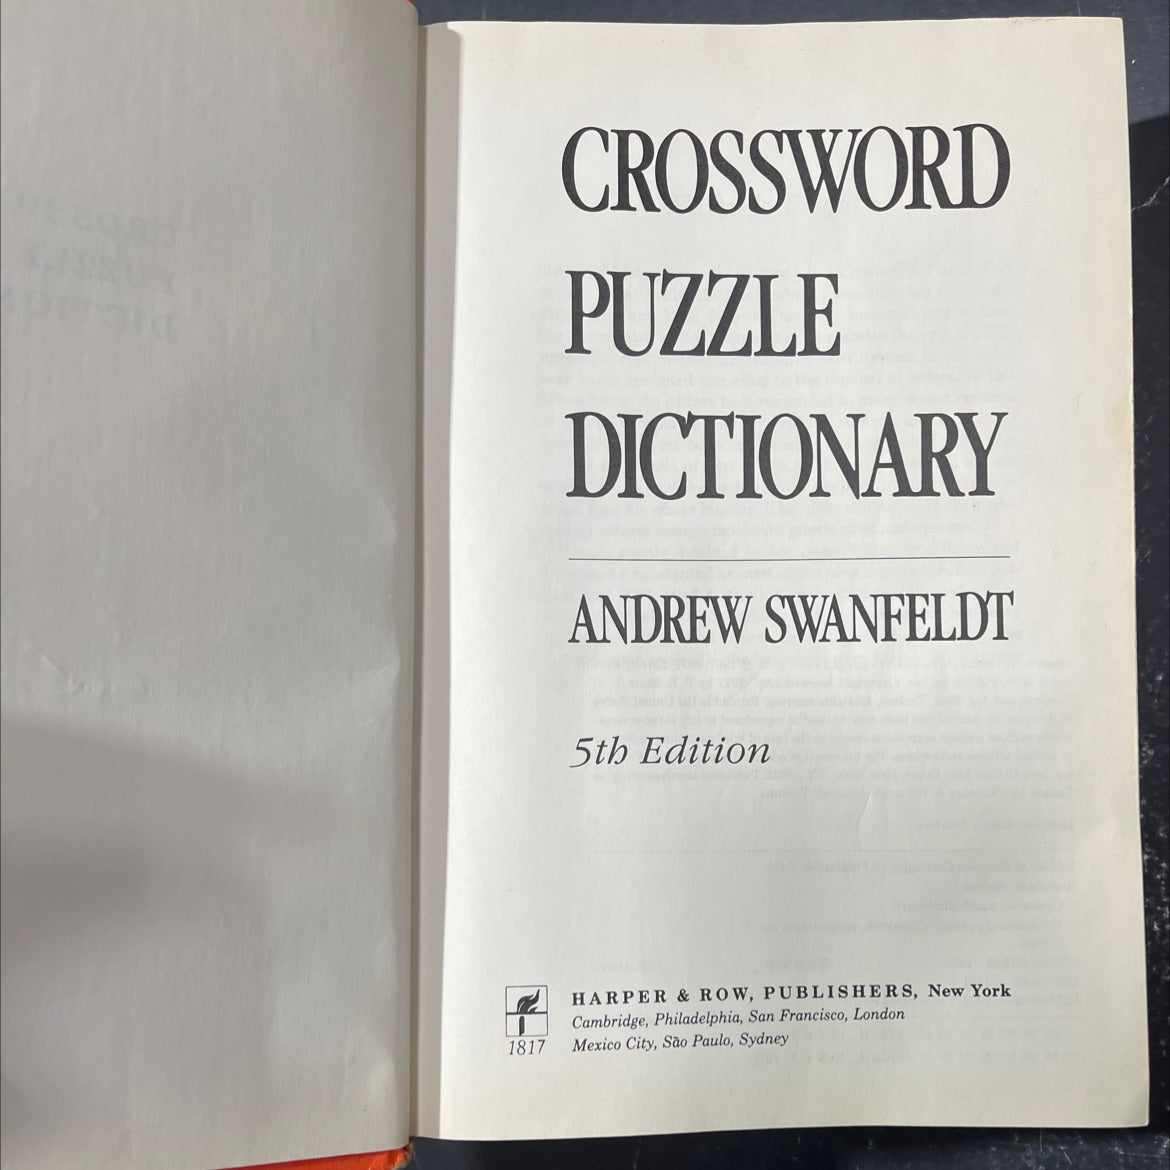 CROSSWORD
PUZZLE
DICTIONARY
ANDREW SWANFELDT
5th Edition
HARPER & ROW, PUBLISHERS, New York
Cambridge, Philadelphia, San Francisco, London
1817 Mexico City, São Paulo, Sydney